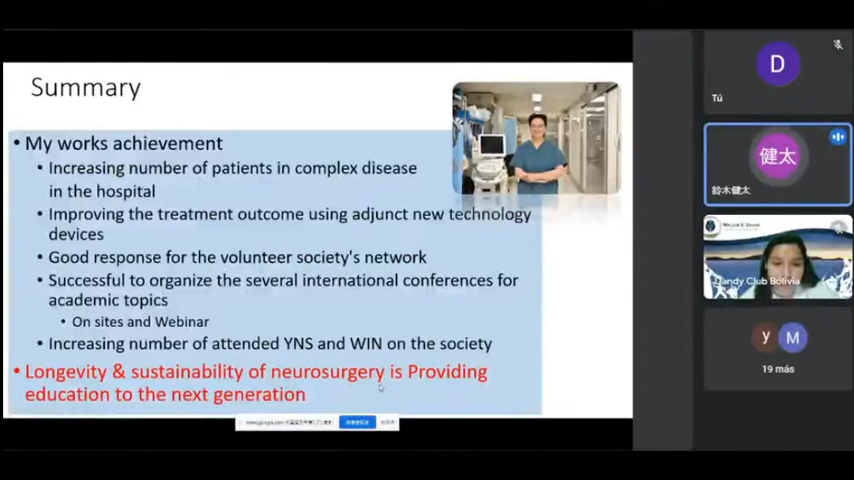 Summary
• My works achievement
• Increasing number of patients in complex disease
in the hospital
• Improving the treatment outcome using adjunct new technology
devices
• Good response for the volunteer society's network
• Successful to organize the several international conferences for
academic topics
• On sites and Webinar
• Increasing number of attended YNS and WIN on the society
• Longevity & sustainability of neurosurgery is Providing
education to the next generation
D
Tú
健太
鈴木健太
Dandy Club Bolivia
y M
19 más